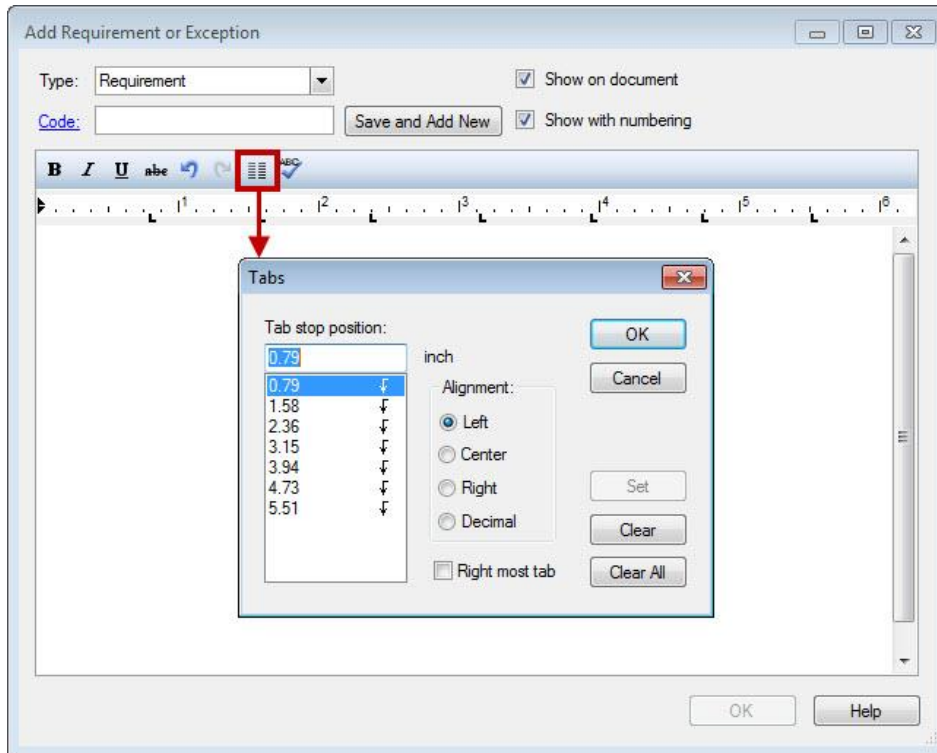 Add Requirement or Exception
Type: Requirement Show on document
Code: Save and Add New Show with numbering
B I U abc ABC
1 2 3 4 5 6
Tabs
Tab stop position:
0.79 inch
0.79
1.58
2.36
3.15
3.94
4.73
5.51
Alignment:
Left
Center
Right
Decimal
Right most tab
OK
Cancel
Set
Clear
Clear All
OK Help